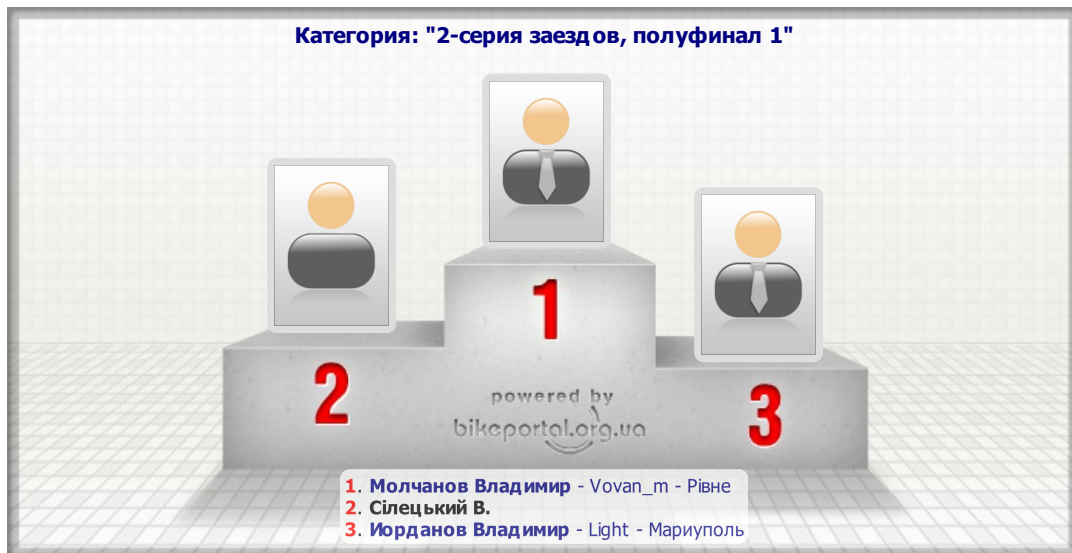 Категория: "2-серия заездов, полуфинал 1"
1
2
3
powered by
bikeportal.org.ua
1. Молчанов Владимир - Vovan_m - Рівне
2. Сілецький В.
3. Иорданов Владимир - Light - Мариуполь